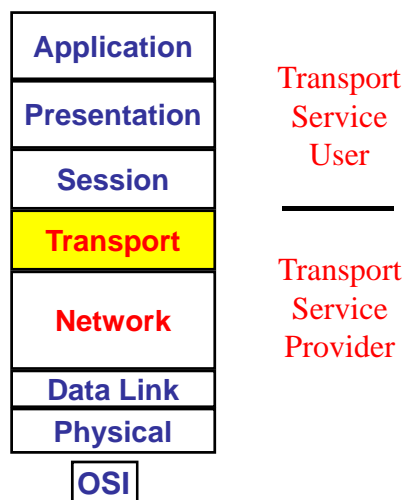 Application
Presentation
Session
Transport
Network
Data Link
Physical
OSI
Transport
Service
User
Transport
Service
Provider